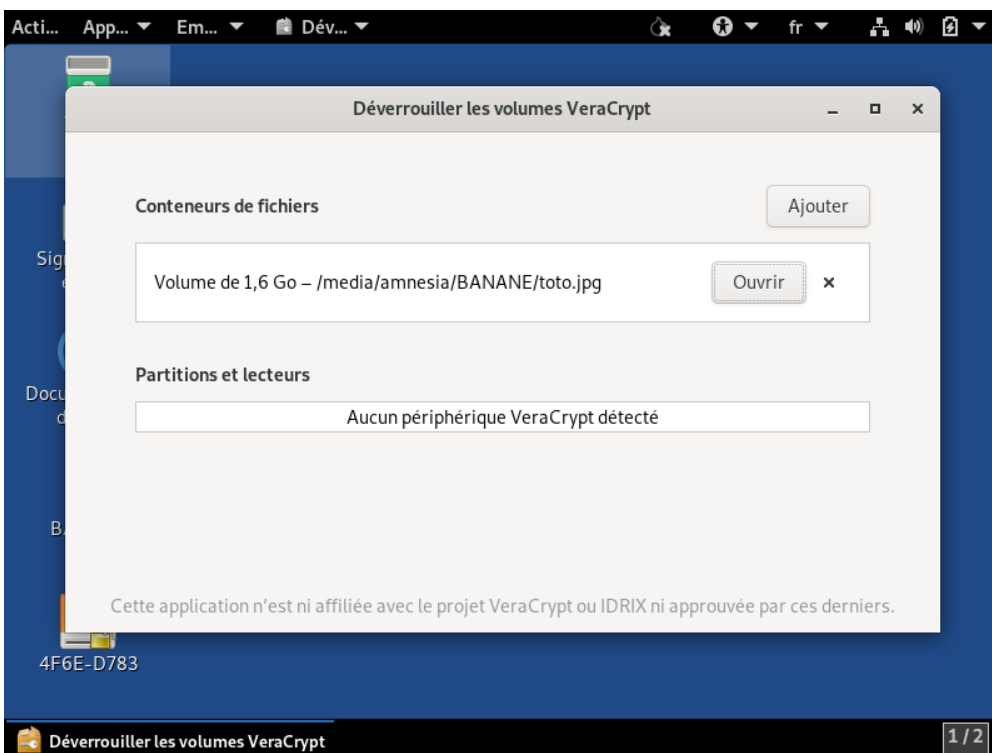 Acti... App... Em... Dév... fr
Déverrouiller les volumes VeraCrypt
Conteneurs de fichiers Ajouter
Volume de 1,6 Go – /media/amnesia/BANANE/toto.jpg Ouvrir
Partitions et lecteurs
Aucun périphérique VeraCrypt détecté
Cette application n'est ni affiliée avec le projet VeraCrypt ou IDRIX ni approuvée par ces derniers.
Sig
e
Docu
d
B
4F6E-D783
Déverrouiller les volumes VeraCrypt 1/2